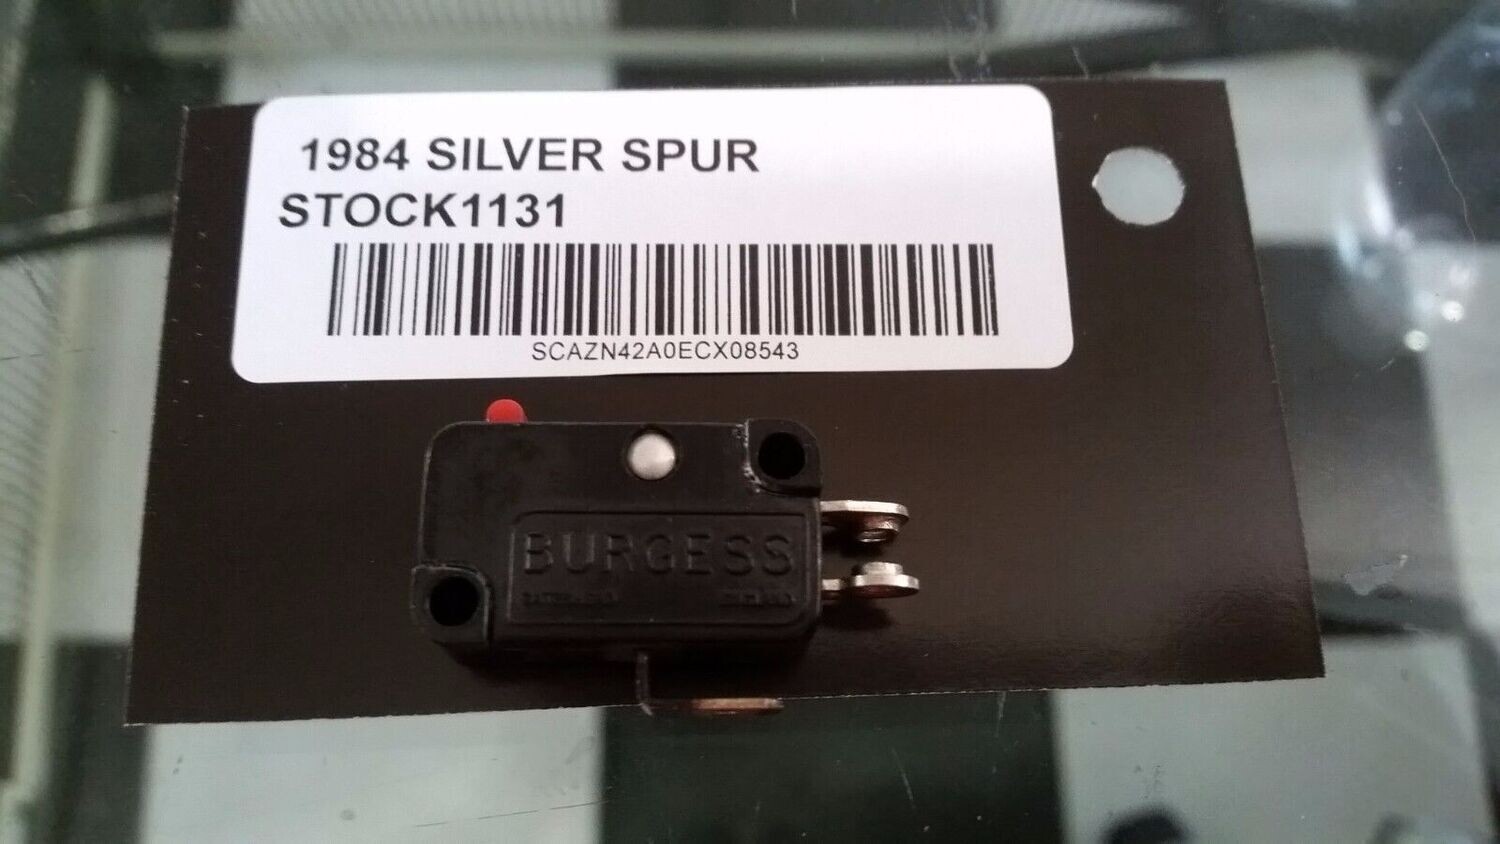 1984 SILVER SPUR
STOCK1131
SCAZN42A0ECX08543
BURGESS